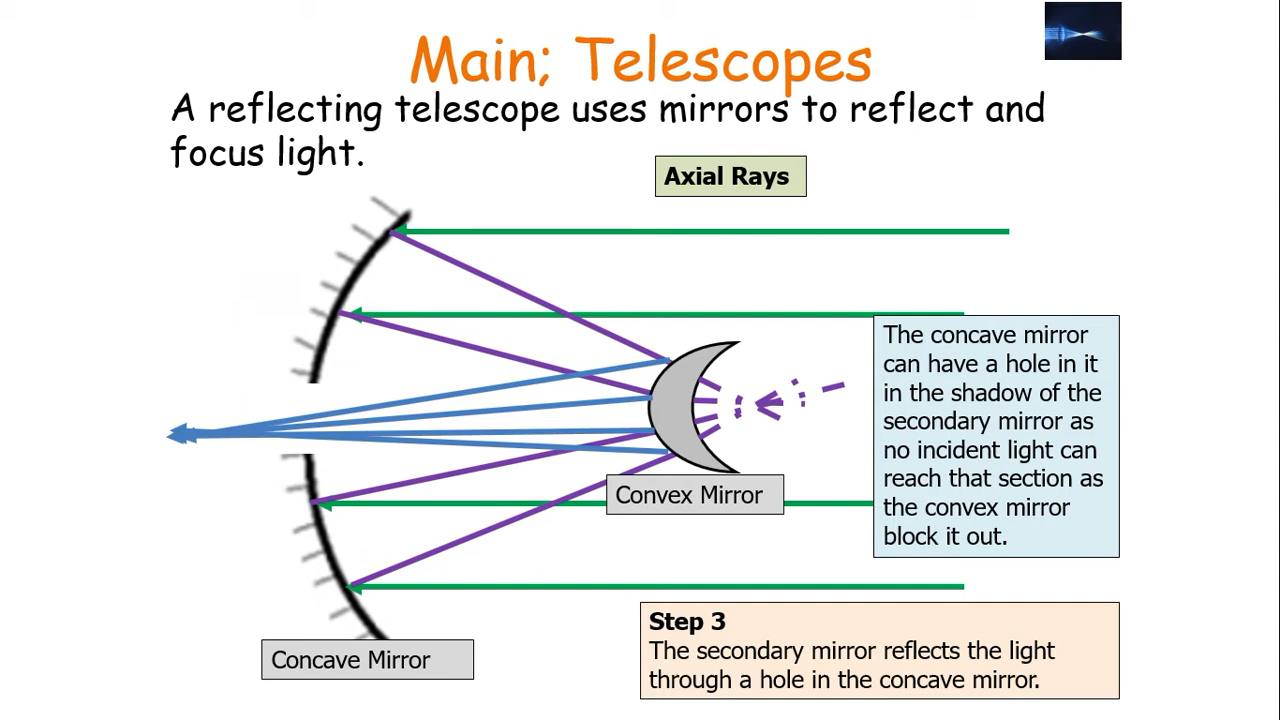 Main; Telescopes
A reflecting telescope uses mirrors to reflect and
focus light.
Axial Rays
The concave mirror
can have a hole in it
in the shadow of the
secondary mirror as
no incident light can
reach that section as
the convex mirror
block it out.
Convex Mirror
Step 3
The secondary mirror reflects the light
through a hole in the concave mirror.
Concave Mirror